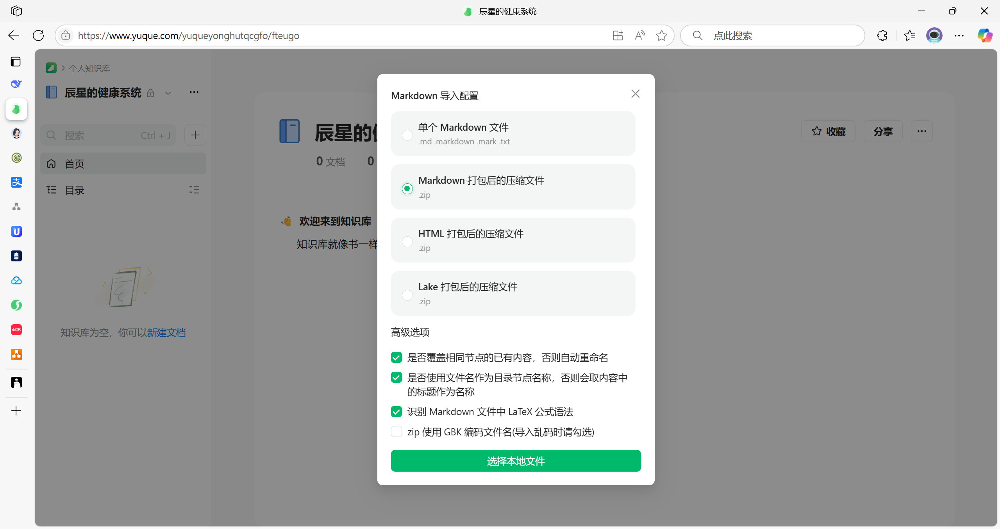 辰星的健康系统
https://www.yuque.com/yuqueyonghutqcgfo/fteugo
点此搜索
个人知识库
辰星的健康系统
搜索
Ctrl + J
首页
目录
知识库为空，你可以新建文档
小红书
辰星的
收藏
分享
0 文档
0
欢迎来到知识库
知识库就像书一样
Markdown 导入配置
单个 Markdown 文件
.md .markdown .mark .txt
Markdown 打包后的压缩文件
.zip
HTML 打包后的压缩文件
.zip
Lake 打包后的压缩文件
.zip
高级选项
是否覆盖相同节点的已有内容，否则自动重命名
是否使用文件名作为目录节点名称，否则会取内容中
的标题作为名称
识别 Markdown 文件中 LaTeX 公式语法
zip 使用 GBK 编码文件名(导入乱码时请勾选)
选择本地文件